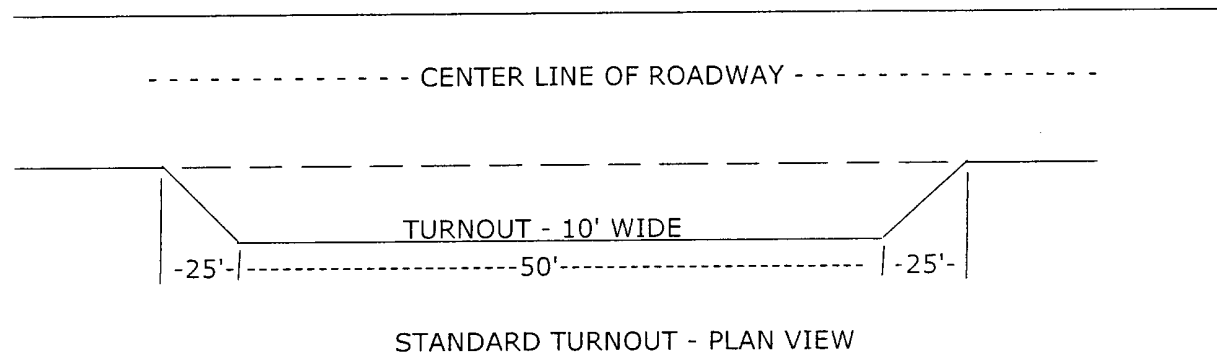 CENTER LINE OF ROADWAY
TURNOUT - 10' WIDE
-25'- -50'- -25'-
STANDARD TURNOUT - PLAN VIEW